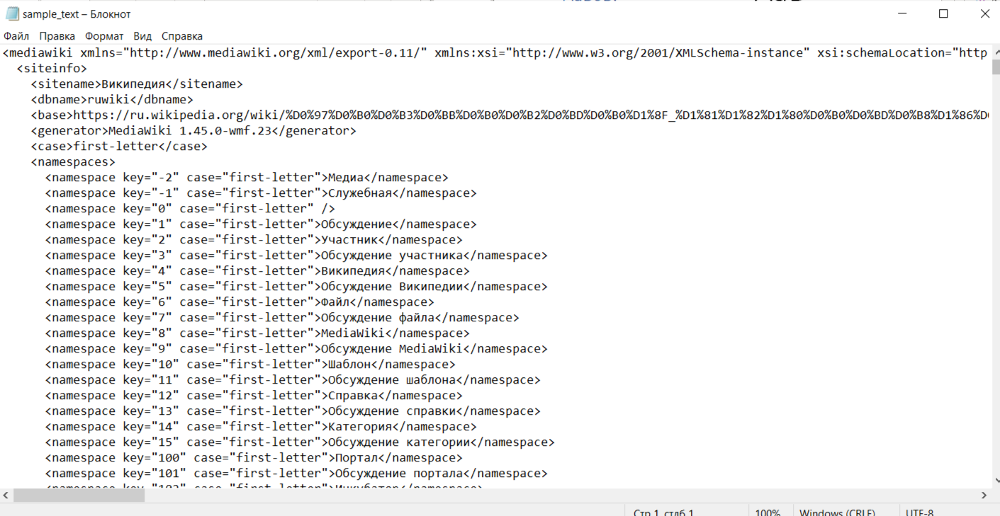 sample_text – Блокнот
Файл Правка Формат Вид Справка
<mediawiki xmlns="http://www.mediawiki.org/xml/export-0.11/" xmlns:xsi="http://www.w3.org/2001/XMLSchema-instance" xsi:schemaLocation="http
<siteinfo>
<sitename>Википедия</sitename>
<dbname>ruwiki</dbname>
<base>https://ru.wikipedia.org/wiki/%D0%97%D0%B0%D0%B3%D0%BB%D0%B0%D0%B2%D0%BD%D0%B0%D1%8F_%D1%81%D1%82%D1%80%D0%B0%D0%BD%D0%B8%D1%86%D
<generator>MediaWiki 1.45.0-wmf.23</generator>
<case>first-letter</case>
<namespaces>
<namespace key="-2" case="first-letter">Медиа</namespace>
<namespace key="-1" case="first-letter">Служебная</namespace>
<namespace key="0" case="first-letter" />
<namespace key="1" case="first-letter">Обсуждение</namespace>
<namespace key="2" case="first-letter">Участник</namespace>
<namespace key="3" case="first-letter">Обсуждение участника</namespace>
<namespace key="4" case="first-letter">Википедия</namespace>
<namespace key="5" case="first-letter">Обсуждение Википедии</namespace>
<namespace key="6" case="first-letter">Файл</namespace>
<namespace key="7" case="first-letter">Обсуждение файла</namespace>
<namespace key="8" case="first-letter">MediaWiki</namespace>
<namespace key="9" case="first-letter">Обсуждение MediaWiki</namespace>
<namespace key="10" case="first-letter">Шаблон</namespace>
<namespace key="11" case="first-letter">Обсуждение шаблона</namespace>
<namespace key="12" case="first-letter">Справка</namespace>
<namespace key="13" case="first-letter">Обсуждение справки</namespace>
<namespace key="14" case="first-letter">Категория</namespace>
<namespace key="15" case="first-letter">Обсуждение категории</namespace>
<namespace key="100" case="first-letter">Портал</namespace>
<namespace key="101" case="first-letter">Обсуждение портала</namespace>
<namespace key="102" case="first-letter">Инкубатор</namespace>
Стр 1, стлб 1 100% Windows (CRLF) UTF-8